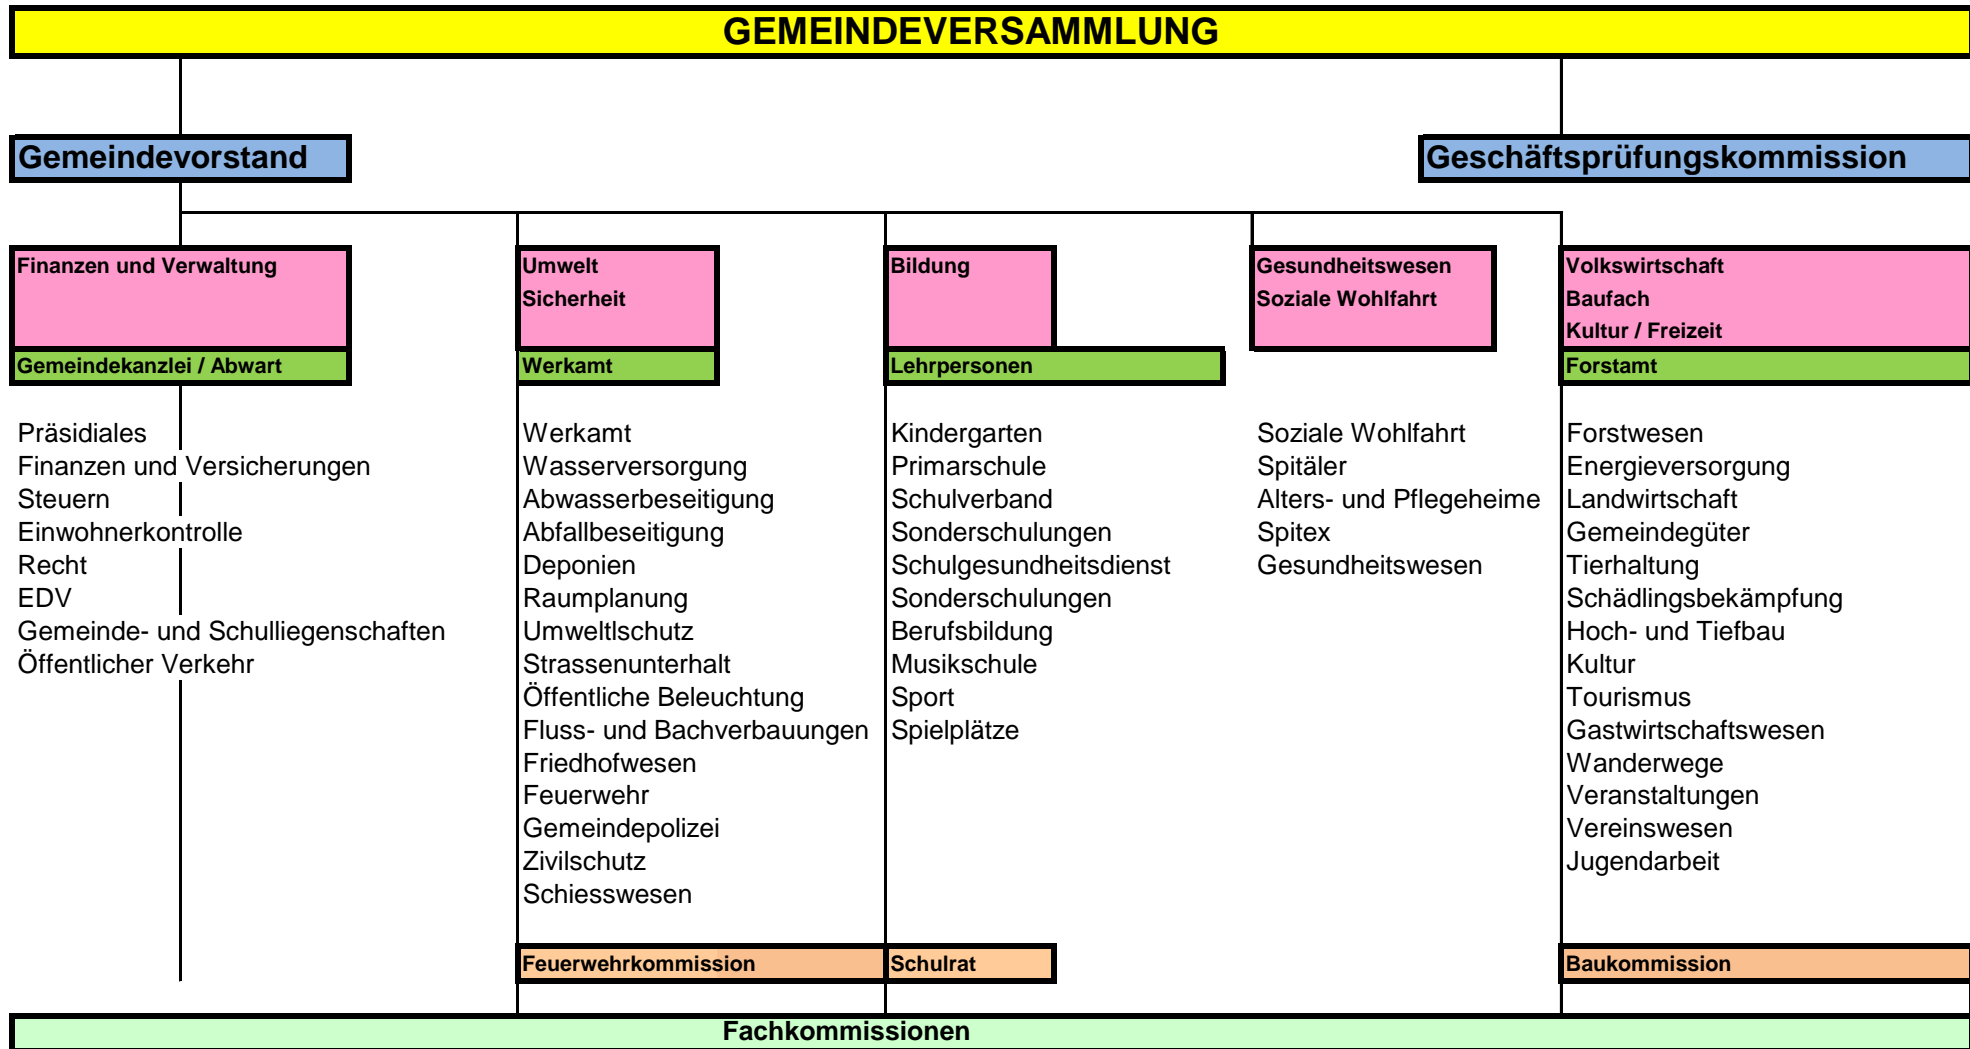 GEMEINDEVERSAMMLUNG
Gemeindevorstand
Geschäftsprüfungskommission
Finanzen und Verwaltung
Gemeindekanzlei / Abwart
Präsidiales
Finanzen und Versicherungen
Steuern
Einwohnerkontrolle
Recht
EDV
Gemeinde- und Schulliegenschaften
Öffentlicher Verkehr
Umwelt
Sicherheit
Werkamt
Werkamt
Wasserversorgung
Abwasserbeseitigung
Abfallbeseitigung
Deponien
Raumplanung
Umweltlschutz
Strassenunterhalt
Öffentliche Beleuchtung
Fluss- und Bachverbauungen
Friedhofwesen
Feuerwehr
Gemeindepolizei
Zivilschutz
Schiesswesen
Feuerwehrkommission
Bildung
Lehrpersonen
Kindergarten
Primarschule
Schulverband
Sonderschulungen
Schulgesundheitsdienst
Sonderschulungen
Berufsbildung
Musikschule
Sport
Spielplätze
Schulrat
Gesundheitswesen
Soziale Wohlfahrt
Soziale Wohlfahrt
Spitäler
Alters- und Pflegeheime
Spitex
Gesundheitswesen
Volkswirtschaft
Baufach
Kultur / Freizeit
Forstamt
Forstwesen
Energieversorgung
Landwirtschaft
Gemeindegüter
Tierhaltung
Schädlingsbekämpfung
Hoch- und Tiefbau
Kultur
Tourismus
Gastwirtschaftswesen
Wanderwege
Veranstaltungen
Vereinswesen
Jugendarbeit
Baukommission
Fachkommissionen